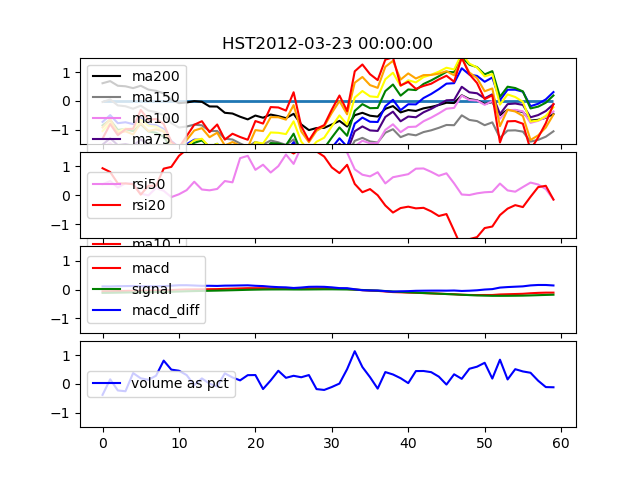 HST2012-03-23 00:00:00
1
0
−1
ma200
ma150
ma100
ma75
1
0
−1
rsi50
rsi20
ma10
1
0
−1
macd
signal
macd_diff
1
0
−1
volume as pct
0 10 20 30 40 50 60